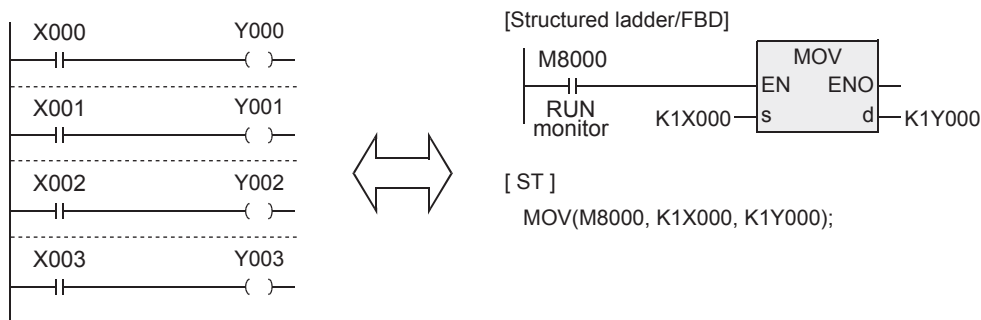 X000 Y000
X001 Y001
X002 Y002
X003 Y003
[Structured ladder/FBD]
M8000
RUN
monitor
MOV
EN ENO
K1X000 s d K1Y000
[ ST ]
MOV(M8000, K1X000, K1Y000);